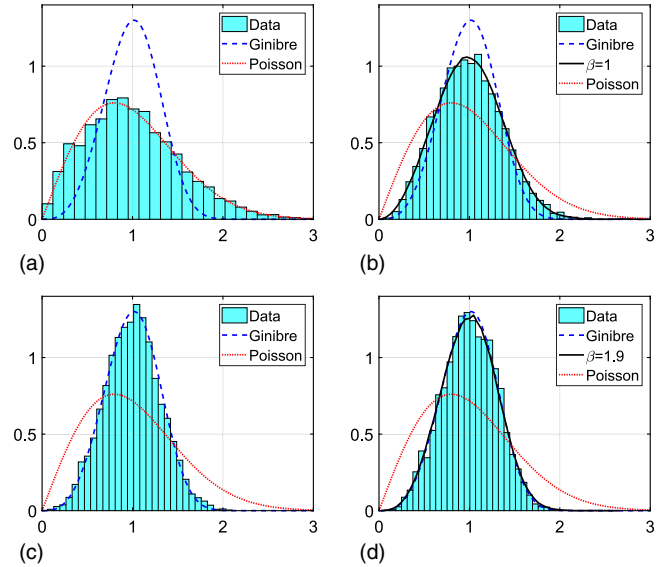 Data
Ginibre
Poisson
1
0.5
0
0 1 2 3
(a)
Data
Ginibre
β=1
Poisson
1
0.5
0
0 1 2 3
(b)
Data
Ginibre
Poisson
1
0.5
0
0 1 2 3
(c)
Data
Ginibre
β=1.9
Poisson
1
0.5
0
0 1 2 3
(d)